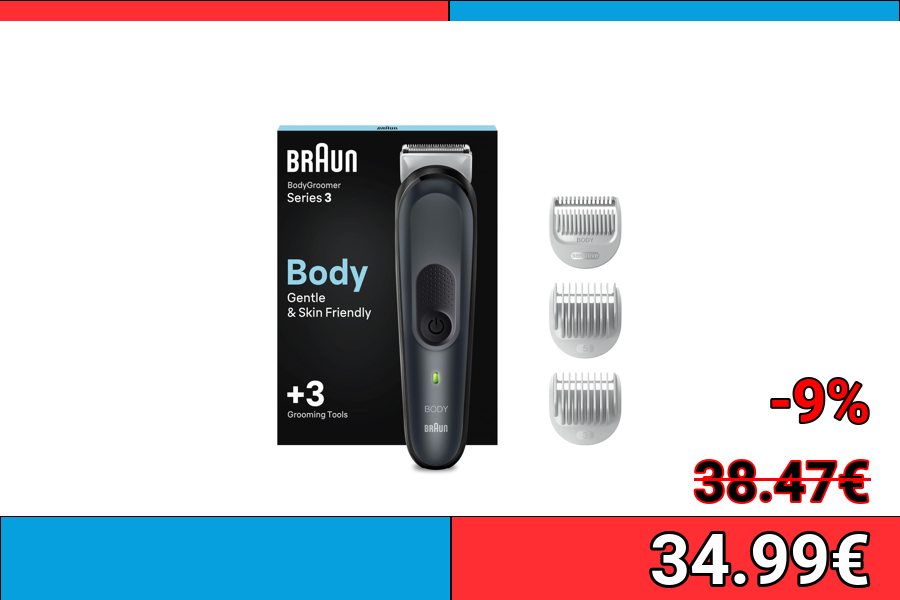 BRAUN
BRAUN
BodyGroomer
Series 3
Body
Gentle
& Skin Friendly
+3
Grooming Tools
BODY
BRAUN
BODY
-9%
38.47€
34.99€